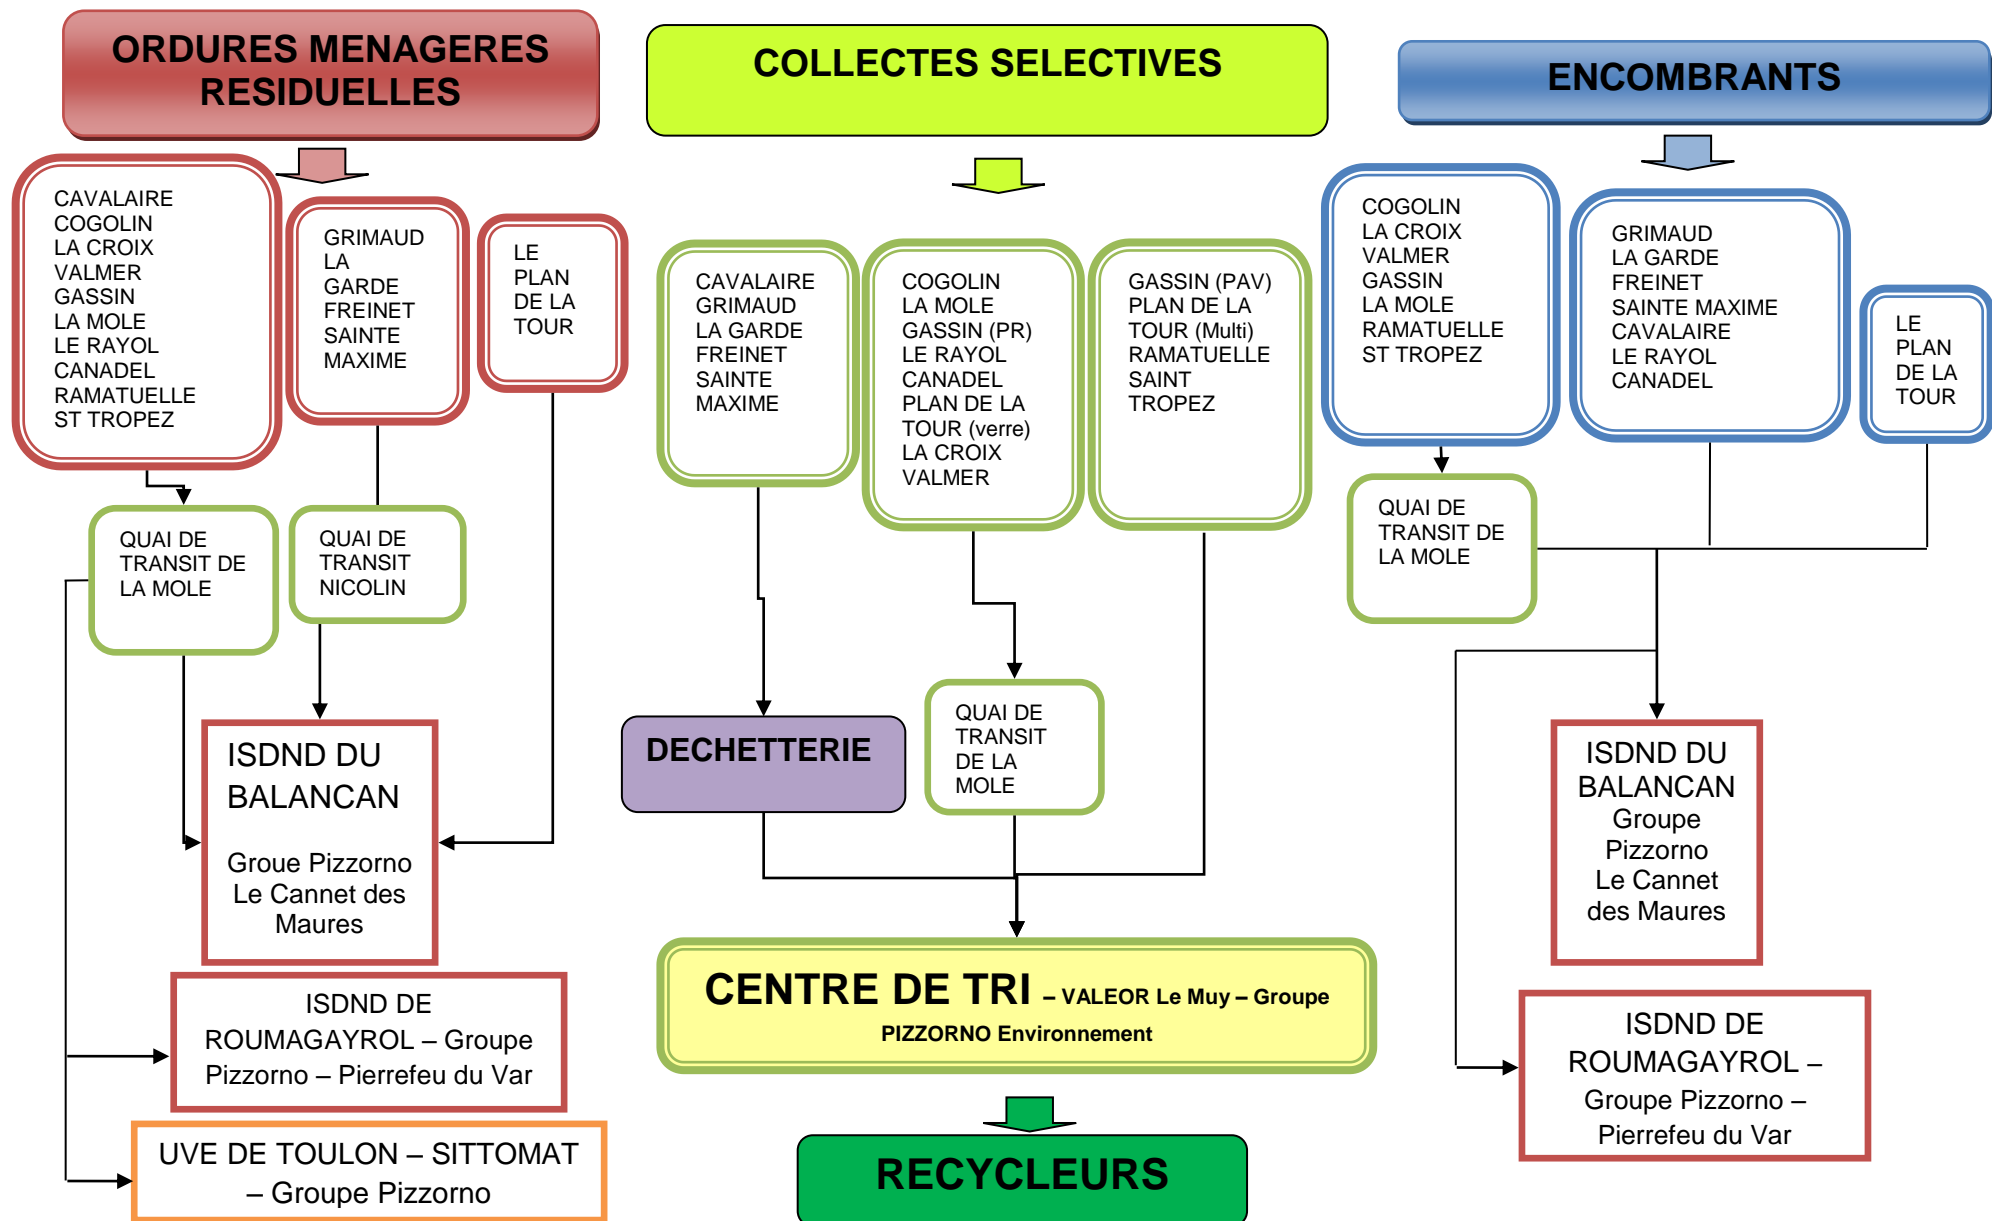 ORDURES MENAGERES
RESIDUELLES
CAVALAIRE
COGOLIN
LA CROIX
VALMER
GASSIN
LA MOLE
LE RAYOL
CANADEL
RAMATUELLE
ST TROPEZ
GRIMAUD
LA
GARDE
FREINET
SAINTE
MAXIME
LE
PLAN
DE LA
TOUR
QUAI DE
TRANSIT DE
LA MOLE
QUAI DE
TRANSIT
NICOLIN
ISDND DU
BALANCAN
Groue Pizzorno
Le Cannet des
Maures
ISDND DE
ROUMAGAYROL – Groupe
Pizzorno – Pierrefeu du Var
UVE DE TOULON – SITTOMAT
– Groupe Pizzorno
COLLECTES SELECTIVES
CAVALAIRE
GRIMAUD
LA GARDE
FREINET
SAINTE
MAXIME
COGOLIN
LA MOLE
GASSIN (PR)
LE RAYOL
CANADEL
PLAN DE LA
TOUR (verre)
LA CROIX
VALMER
GASSIN (PAV)
PLAN DE LA
TOUR (Multi)
RAMATUELLE
SAINT
TROPEZ
DECHETTERIE
QUAI DE
TRANSIT
DE LA
MOLE
CENTRE DE TRI – VALEOR Le Muy – Groupe
PIZZORNO Environnement
RECYCLEURS
ENCOMBRANTS
COGOLIN
LA CROIX
VALMER
GASSIN
LA MOLE
RAMATUELLE
ST TROPEZ
GRIMAUD
LA GARDE
FREINET
SAINTE MAXIME
CAVALAIRE
LE RAYOL
CANADEL
LE
PLAN
DE LA
TOUR
QUAI DE
TRANSIT DE
LA MOLE
ISDND DU
BALANCAN
Groupe
Pizzorno
Le Cannet
des Maures
ISDND DE
ROUMAGAYROL –
Groupe Pizzorno –
Pierrefeu du Var